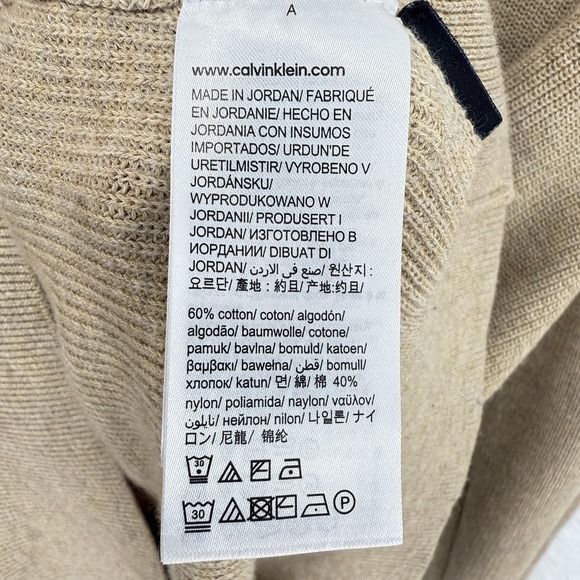 A
www.calvinklein.com
MADE IN JORDAN/ FABRIQUÉ
EN JORDANIE/ HECHO EN
JORDANIA CON INSUMOS
IMPORTADOS/ URDUN'DE
URETILMISTIR/ VYROBENO V
JORDÁNSKU/
WYPRODUKOWANO W
JORDANII/ PRODUSERT I
JORDAN/ ИЗГОТОВЛЕНО В
ИОРДАНИИ/ DIBUAT DI
JORDAN/ صنع في الاردن/ 원산지 :
요르단/ 產地 : 約旦/ 产地:约旦/
60% cotton/ coton/ algodón/
algodão/ baumwolle/ cotone/
pamuk/ bavlna/ bomuld/ katoen/
βαμβακι/ bawełna/ قطن/ bomull/
хлопок/ katun/ 면/ 綿/ 棉 40%
nylon/ poliamida/ naylon/ ναϋλον/
نايلون/ нейлон/ nilon/ 나일론/ ナイ
ロン/ 尼龍/ 锦纶
30
30 P